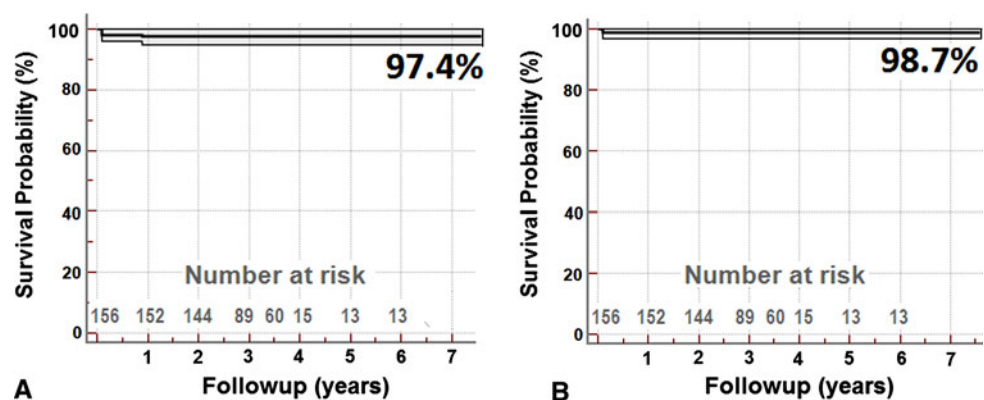 Survival Probability (%)
100
80
60
40
20
0
97.4%
Number at risk
156 152 144 89 60 15 13 13
1 2 3 4 5 6 7
Followup (years)
A
Survival Probability (%)
100
80
60
40
20
0
98.7%
Number at risk
156 152 144 89 60 15 13 13
1 2 3 4 5 6 7
Followup (years)
B